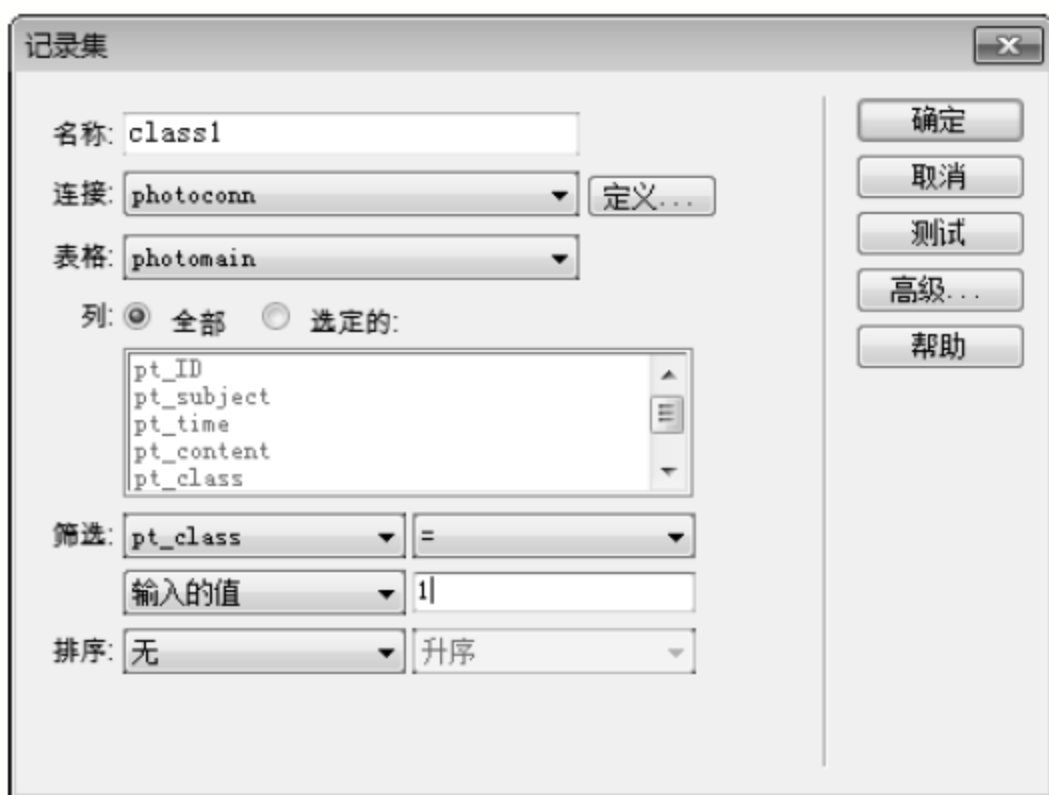 记录集
名称: class1
连接: photoconn 定义...
表格: photomain
列: 全部 选定的:
pt_ID
pt_subject
pt_time
pt_content
pt_class
筛选: pt_class =
输入的值 1
排序: 无 升序
确定
取消
测试
高级...
帮助